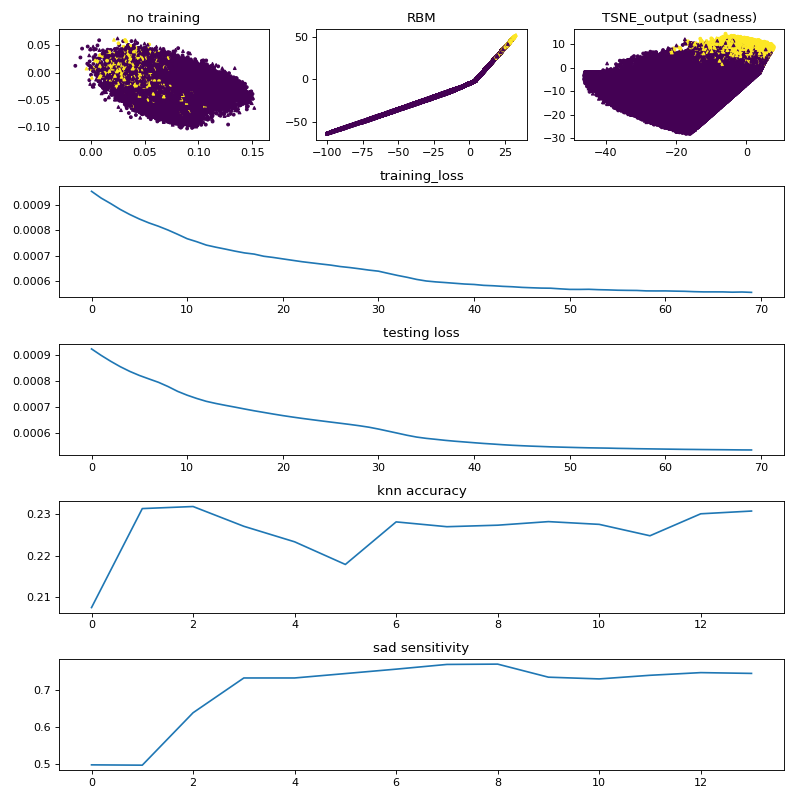 no training
RBM
TSNE_output (sadness)
0.05
0.00
−0.05
−0.10
0.00 0.05 0.10 0.15
50
0
−50
−100 −75 −50 −25 0 25
10
0
−10
−20
−30
−40 −20 0
training_loss
0.0009
0.0008
0.0007
0.0006
0 10 20 30 40 50 60 70
testing loss
0.0009
0.0008
0.0007
0.0006
0 10 20 30 40 50 60 70
knn accuracy
0.23
0.22
0.21
0 2 4 6 8 10 12
sad sensitivity
0.7
0.6
0.5
0 2 4 6 8 10 12